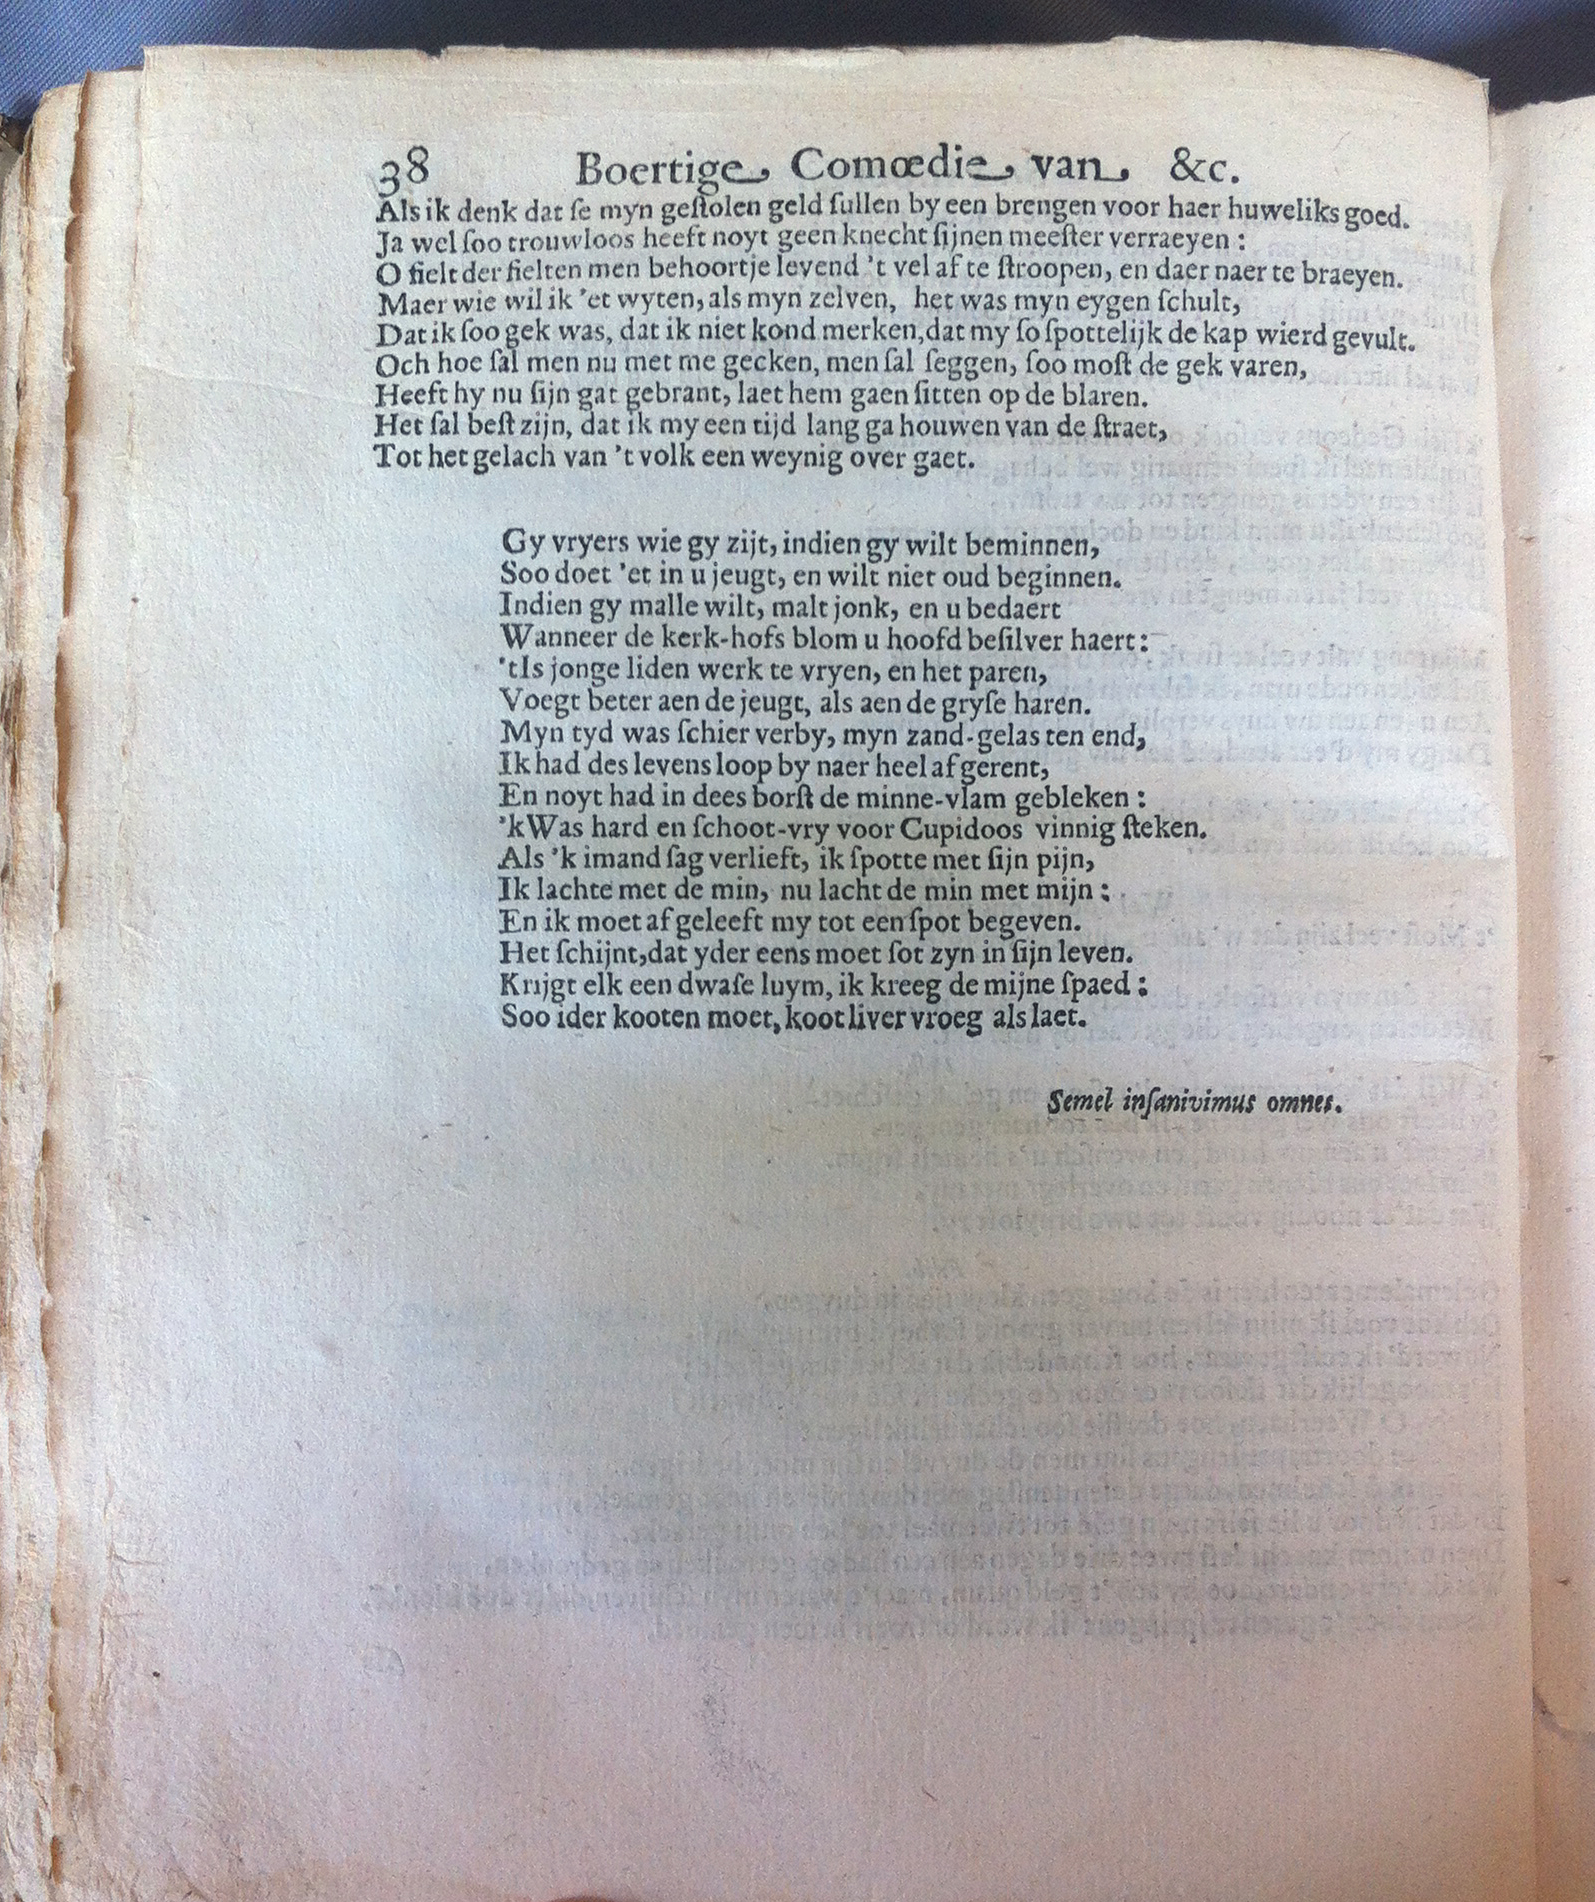 38 Boertige Comœdie van &c.
Als ik denk dat ſe myn geſtolen geld ſullen by een brengen voor haer huweliks goed.
Ja wel ſoo trouwloos heeft noyt geen knecht ſijnen meeſter verraeyen :
O fielt der fielten men behoort je levend 't vel af te ſtroopen, en daer naer te braeyen.
Maer wie wil ik 'et wyten, als myn zelven, het was myn eygen ſchult,
Dat ik ſoo gek was, dat ik niet kond merken, dat my ſo ſpottelijk de kap wierd gevult.
Och hoe ſal men nu met me gecken, men ſal ſeggen, ſoo moſt de gek varen,
Heeft hy nu ſijn gat gebrant, laet hem gaen ſitten op de blaren.
Het ſal beſt zijn, dat ik my een tijd lang ga houwen van de ſtraet,
Tot het gelach van 't volk een weynig over gaet.
Gy vryers wie gy zijt, indien gy wilt beminnen,
Soo doet 'et in u jeugt, en wilt niet oud beginnen.
Indien gy malle wilt, malt jonk, en u bedaert
Wanneer de kerk-hofs blom u hoofd beſilver haert :
'tIs jonge liden werk te vryen, en het paren,
Voegt beter aen de jeugt, als aen de gryſe haren.
Myn tyd was ſchier verby, myn zand-gelas ten end,
Ik had des levens loop by naer heel af gerent,
En noyt had in dees borſt de minne-vlam gebleken :
'kWas hard en ſchoot-vry voor Cupidoos vinnig ſteken.
Als 'k imand ſag verlieft, ik ſpotte met ſijn pijn,
Ik lachte met de min, nu lacht de min met mijn :
En ik moet af geleeft my tot een ſpot begeven.
Het ſchijnt, dat yder eens moet ſot zyn in ſijn leven.
Krijgt elk een dwaſe luym, ik kreeg de mijne ſpaed :
Soo ider kooten moet, koot liver vroeg als laet.
Semel inſanivimus omnes.